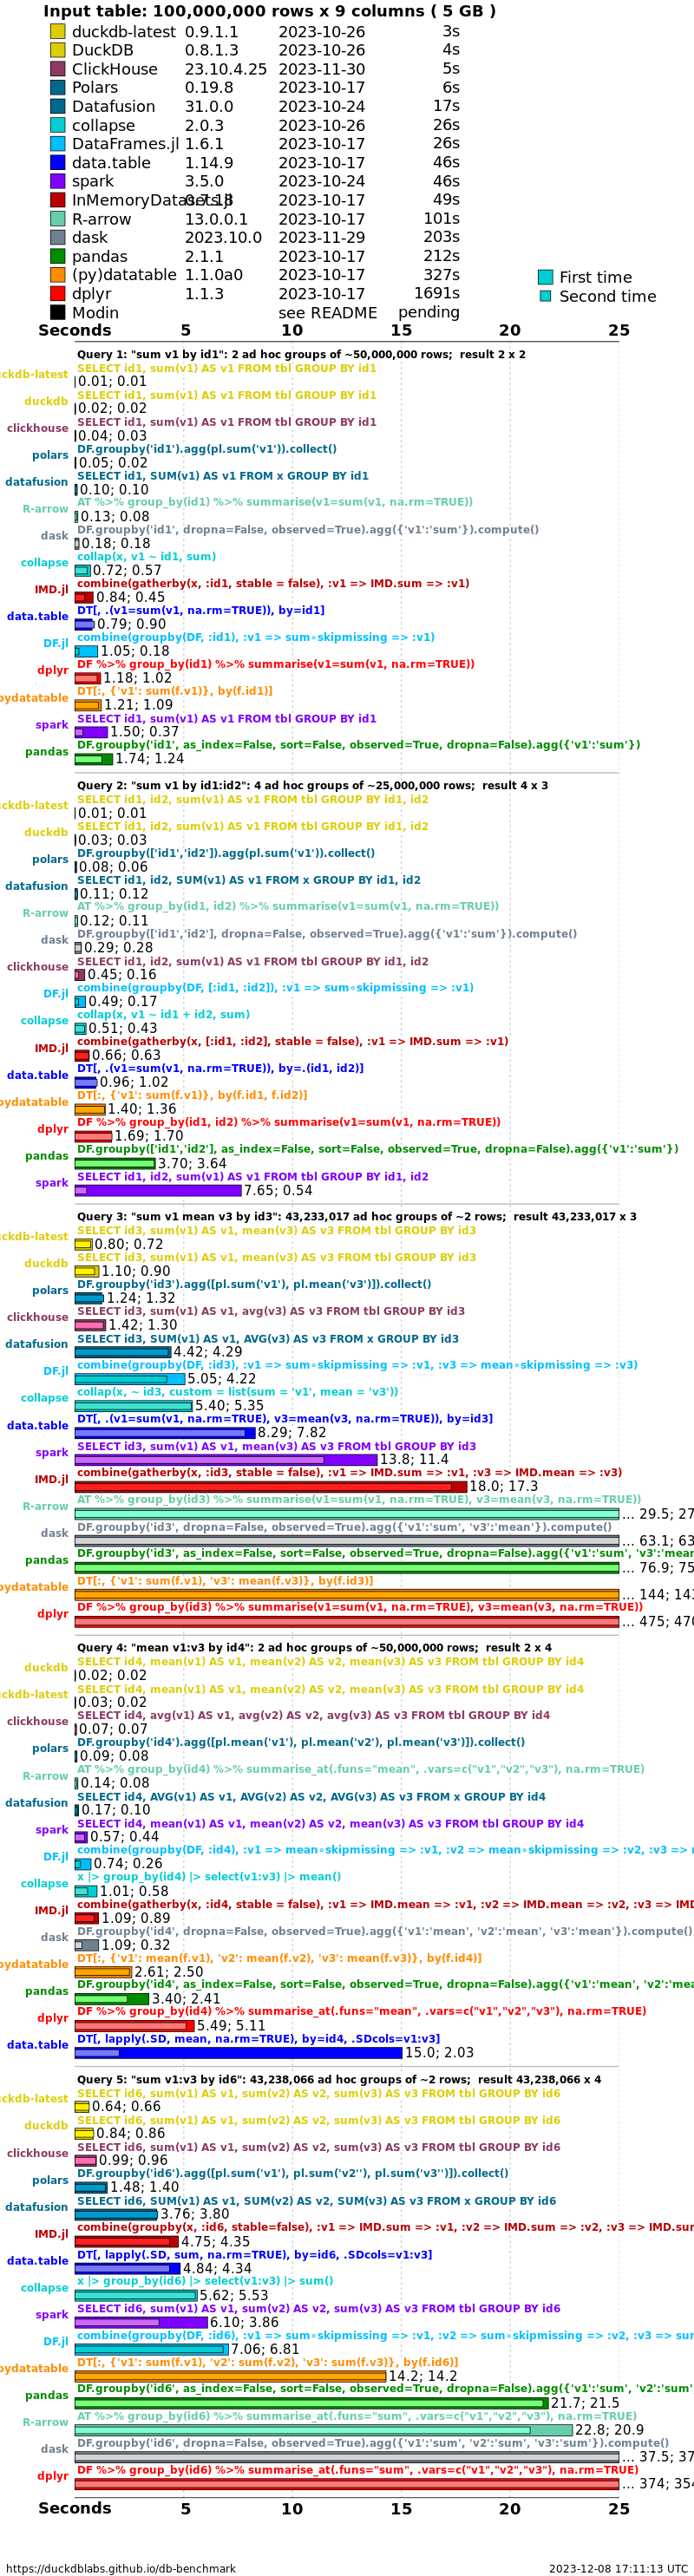 Input table: 100,000,000 rows x 9 columns ( 5 GB )
duckdb-latest 0.9.1.1 2023-10-26 3s
DuckDB 0.8.1.3 2023-10-26 4s
ClickHouse 23.10.4.25 2023-11-30 5s
Polars 0.19.8 2023-10-17 6s
Datafusion 31.0.0 2023-10-24 17s
collapse 2.0.3 2023-10-26 26s
DataFrames.jl 1.6.1 2023-10-17 26s
data.table 1.14.9 2023-10-17 46s
spark 3.5.0 2023-10-24 46s
InMemoryDatasets.jl 0.7.18 2023-10-17 49s
R-arrow 13.0.0.1 2023-10-17 101s
dask 2023.10.0 2023-11-29 203s
pandas 2.1.1 2023-10-17 212s
(py)datatable 1.1.0a0 2023-10-17 327s
dplyr 1.1.3 2023-10-17 1691s
Modin see README pending
First time
Second time
Seconds 5 10 15 20 25
Query 1: "sum v1 by id1": 2 ad hoc groups of ~50,000,000 rows;  result 2 x 2
uckdb-latest SELECT id1, sum(v1) AS v1 FROM tbl GROUP BY id1
0.01; 0.01
duckdb SELECT id1, sum(v1) AS v1 FROM tbl GROUP BY id1
0.02; 0.02
clickhouse SELECT id1, sum(v1) AS v1 FROM tbl GROUP BY id1
0.04; 0.03
polars DF.groupby('id1').agg(pl.sum('v1')).collect()
0.05; 0.02
datafusion SELECT id1, SUM(v1) AS v1 FROM x GROUP BY id1
0.10; 0.10
R-arrow AT %>% group_by(id1) %>% summarise(v1=sum(v1, na.rm=TRUE))
0.13; 0.08
dask DF.groupby('id1', dropna=False, observed=True).agg({'v1':'sum'}).compute()
0.18; 0.18
collapse collap(x, v1 ~ id1, sum)
0.72; 0.57
IMD.jl combine(gatherby(x, :id1, stable = false), :v1 => IMD.sum => :v1)
0.84; 0.45
data.table DT[, .(v1=sum(v1, na.rm=TRUE)), by=id1]
0.79; 0.90
DF.jl combine(groupby(DF, :id1), :v1 => sum∘skipmissing => :v1)
1.05; 0.18
dplyr DF %>% group_by(id1) %>% summarise(v1=sum(v1, na.rm=TRUE))
1.18; 1.02
pydatatable DT[:, {'v1': sum(f.v1)}, by(f.id1)]
1.21; 1.09
spark SELECT id1, sum(v1) AS v1 FROM tbl GROUP BY id1
1.50; 0.37
pandas DF.groupby('id1', as_index=False, sort=False, observed=True, dropna=False).agg({'v1':'sum'})
1.74; 1.24
Query 2: "sum v1 by id1:id2": 4 ad hoc groups of ~25,000,000 rows;  result 4 x 3
uckdb-latest SELECT id1, id2, sum(v1) AS v1 FROM tbl GROUP BY id1, id2
0.01; 0.01
duckdb SELECT id1, id2, sum(v1) AS v1 FROM tbl GROUP BY id1, id2
0.03; 0.03
polars DF.groupby(['id1','id2']).agg(pl.sum('v1')).collect()
0.08; 0.06
datafusion SELECT id1, id2, SUM(v1) AS v1 FROM x GROUP BY id1, id2
0.11; 0.12
R-arrow AT %>% group_by(id1, id2) %>% summarise(v1=sum(v1, na.rm=TRUE))
0.12; 0.11
dask DF.groupby(['id1','id2'], dropna=False, observed=True).agg({'v1':'sum'}).compute()
0.29; 0.28
clickhouse SELECT id1, id2, sum(v1) AS v1 FROM tbl GROUP BY id1, id2
0.45; 0.16
DF.jl combine(groupby(DF, [:id1, :id2]), :v1 => sum∘skipmissing => :v1)
0.49; 0.17
collapse collap(x, v1 ~ id1 + id2, sum)
0.51; 0.43
IMD.jl combine(gatherby(x, [:id1, :id2], stable = false), :v1 => IMD.sum => :v1)
0.66; 0.63
data.table DT[, .(v1=sum(v1, na.rm=TRUE)), by=.(id1, id2)]
0.96; 1.02
pydatatable DT[:, {'v1': sum(f.v1)}, by(f.id1, f.id2)]
1.40; 1.36
dplyr DF %>% group_by(id1, id2) %>% summarise(v1=sum(v1, na.rm=TRUE))
1.69; 1.70
pandas DF.groupby(['id1','id2'], as_index=False, sort=False, observed=True, dropna=False).agg({'v1':'sum'})
3.70; 3.64
spark SELECT id1, id2, sum(v1) AS v1 FROM tbl GROUP BY id1, id2
7.65; 0.54
Query 3: "sum v1 mean v3 by id3": 43,233,017 ad hoc groups of ~2 rows;  result 43,233,017 x 3
uckdb-latest SELECT id3, sum(v1) AS v1, mean(v3) AS v3 FROM tbl GROUP BY id3
0.80; 0.72
duckdb SELECT id3, sum(v1) AS v1, mean(v3) AS v3 FROM tbl GROUP BY id3
1.10; 0.90
polars DF.groupby('id3').agg([pl.sum('v1'), pl.mean('v3')]).collect()
1.24; 1.32
clickhouse SELECT id3, sum(v1) AS v1, avg(v3) AS v3 FROM tbl GROUP BY id3
1.42; 1.30
datafusion SELECT id3, SUM(v1) AS v1, AVG(v3) AS v3 FROM x GROUP BY id3
4.42; 4.29
DF.jl combine(groupby(DF, :id3), :v1 => sum∘skipmissing => :v1, :v3 => mean∘skipmissing => :v3)
5.05; 4.22
collapse collap(x, ~ id3, custom = list(sum = 'v1', mean = 'v3'))
5.40; 5.35
data.table DT[, .(v1=sum(v1, na.rm=TRUE), v3=mean(v3, na.rm=TRUE)), by=id3]
8.29; 7.82
spark SELECT id3, sum(v1) AS v1, mean(v3) AS v3 FROM tbl GROUP BY id3
13.8; 11.4
IMD.jl combine(gatherby(x, :id3, stable = false), :v1 => IMD.sum => :v1, :v3 => IMD.mean => :v3)
18.0; 17.3
R-arrow AT %>% group_by(id3) %>% summarise(v1=sum(v1, na.rm=TRUE), v3=mean(v3, na.rm=TRUE))
... 29.5; 27
dask DF.groupby('id3', dropna=False, observed=True).agg({'v1':'sum', 'v3':'mean'}).compute()
... 63.1; 63
pandas DF.groupby('id3', as_index=False, sort=False, observed=True, dropna=False).agg({'v1':'sum', 'v3':'mean
... 76.9; 75
pydatatable DT[:, {'v1': sum(f.v1), 'v3': mean(f.v3)}, by(f.id3)]
... 144; 143
dplyr DF %>% group_by(id3) %>% summarise(v1=sum(v1, na.rm=TRUE), v3=mean(v3, na.rm=TRUE))
... 475; 470
Query 4: "mean v1:v3 by id4": 2 ad hoc groups of ~50,000,000 rows;  result 2 x 4
duckdb SELECT id4, mean(v1) AS v1, mean(v2) AS v2, mean(v3) AS v3 FROM tbl GROUP BY id4
0.02; 0.02
uckdb-latest SELECT id4, mean(v1) AS v1, mean(v2) AS v2, mean(v3) AS v3 FROM tbl GROUP BY id4
0.03; 0.02
clickhouse SELECT id4, avg(v1) AS v1, avg(v2) AS v2, avg(v3) AS v3 FROM tbl GROUP BY id4
0.07; 0.07
polars DF.groupby('id4').agg([pl.mean('v1'), pl.mean('v2'), pl.mean('v3')]).collect()
0.09; 0.08
R-arrow AT %>% group_by(id4) %>% summarise_at(.funs="mean", .vars=c("v1","v2","v3"), na.rm=TRUE)
0.14; 0.08
datafusion SELECT id4, AVG(v1) AS v1, AVG(v2) AS v2, AVG(v3) AS v3 FROM x GROUP BY id4
0.17; 0.10
spark SELECT id4, mean(v1) AS v1, mean(v2) AS v2, mean(v3) AS v3 FROM tbl GROUP BY id4
0.57; 0.44
DF.jl combine(groupby(DF, :id4), :v1 => mean∘skipmissing => :v1, :v2 => mean∘skipmissing => :v2, :v3 => m
0.74; 0.26
collapse x |> group_by(id4) |> select(v1:v3) |> mean()
1.01; 0.58
IMD.jl combine(gatherby(x, :id4, stable = false), :v1 => IMD.mean => :v1, :v2 => IMD.mean => :v2, :v3 => IMD
1.09; 0.89
dask DF.groupby('id4', dropna=False, observed=True).agg({'v1':'mean', 'v2':'mean', 'v3':'mean'}).compute()
1.09; 0.32
pydatatable DT[:, {'v1': mean(f.v1), 'v2': mean(f.v2), 'v3': mean(f.v3)}, by(f.id4)]
2.61; 2.50
pandas DF.groupby('id4', as_index=False, sort=False, observed=True, dropna=False).agg({'v1':'mean', 'v2':'mea
3.40; 2.41
dplyr DF %>% group_by(id4) %>% summarise_at(.funs="mean", .vars=c("v1","v2","v3"), na.rm=TRUE)
5.49; 5.11
data.table DT[, lapply(.SD, mean, na.rm=TRUE), by=id4, .SDcols=v1:v3]
15.0; 2.03
Query 5: "sum v1:v3 by id6": 43,238,066 ad hoc groups of ~2 rows;  result 43,238,066 x 4
uckdb-latest SELECT id6, sum(v1) AS v1, sum(v2) AS v2, sum(v3) AS v3 FROM tbl GROUP BY id6
0.64; 0.66
duckdb SELECT id6, sum(v1) AS v1, sum(v2) AS v2, sum(v3) AS v3 FROM tbl GROUP BY id6
0.84; 0.86
clickhouse SELECT id6, sum(v1) AS v1, sum(v2) AS v2, sum(v3) AS v3 FROM tbl GROUP BY id6
0.99; 0.96
polars DF.groupby('id6').agg([pl.sum('v1'), pl.sum('v2''), pl.sum('v3'')]).collect()
1.48; 1.40
datafusion SELECT id6, SUM(v1) AS v1, SUM(v2) AS v2, SUM(v3) AS v3 FROM x GROUP BY id6
3.76; 3.80
IMD.jl combine(groupby(x, :id6, stable=false), :v1 => IMD.sum => :v1, :v2 => IMD.sum => :v2, :v3 => IMD.sum
4.75; 4.35
data.table DT[, lapply(.SD, sum, na.rm=TRUE), by=id6, .SDcols=v1:v3]
4.84; 4.34
collapse x |> group_by(id6) |> select(v1:v3) |> sum()
5.62; 5.53
spark SELECT id6, sum(v1) AS v1, sum(v2) AS v2, sum(v3) AS v3 FROM tbl GROUP BY id6
6.10; 3.86
DF.jl combine(groupby(DF, :id6), :v1 => sum∘skipmissing => :v1, :v2 => sum∘skipmissing => :v2, :v3 => sum
7.06; 6.81
pydatatable DT[:, {'v1': sum(f.v1), 'v2': sum(f.v2), 'v3': sum(f.v3)}, by(f.id6)]
14.2; 14.2
pandas DF.groupby('id6', as_index=False, sort=False, observed=True, dropna=False).agg({'v1':'sum', 'v2':'sum'
21.7; 21.5
R-arrow AT %>% group_by(id6) %>% summarise_at(.funs="sum", .vars=c("v1","v2","v3"), na.rm=TRUE)
22.8; 20.9
dask DF.groupby('id6', dropna=False, observed=True).agg({'v1':'sum', 'v2':'sum', 'v3':'sum'}).compute()
... 37.5; 37
dplyr DF %>% group_by(id6) %>% summarise_at(.funs="sum", .vars=c("v1","v2","v3"), na.rm=TRUE)
... 374; 354
Seconds 5 10 15 20 25
https://duckdblabs.github.io/db-benchmark 2023-12-08 17:11:13 UTC